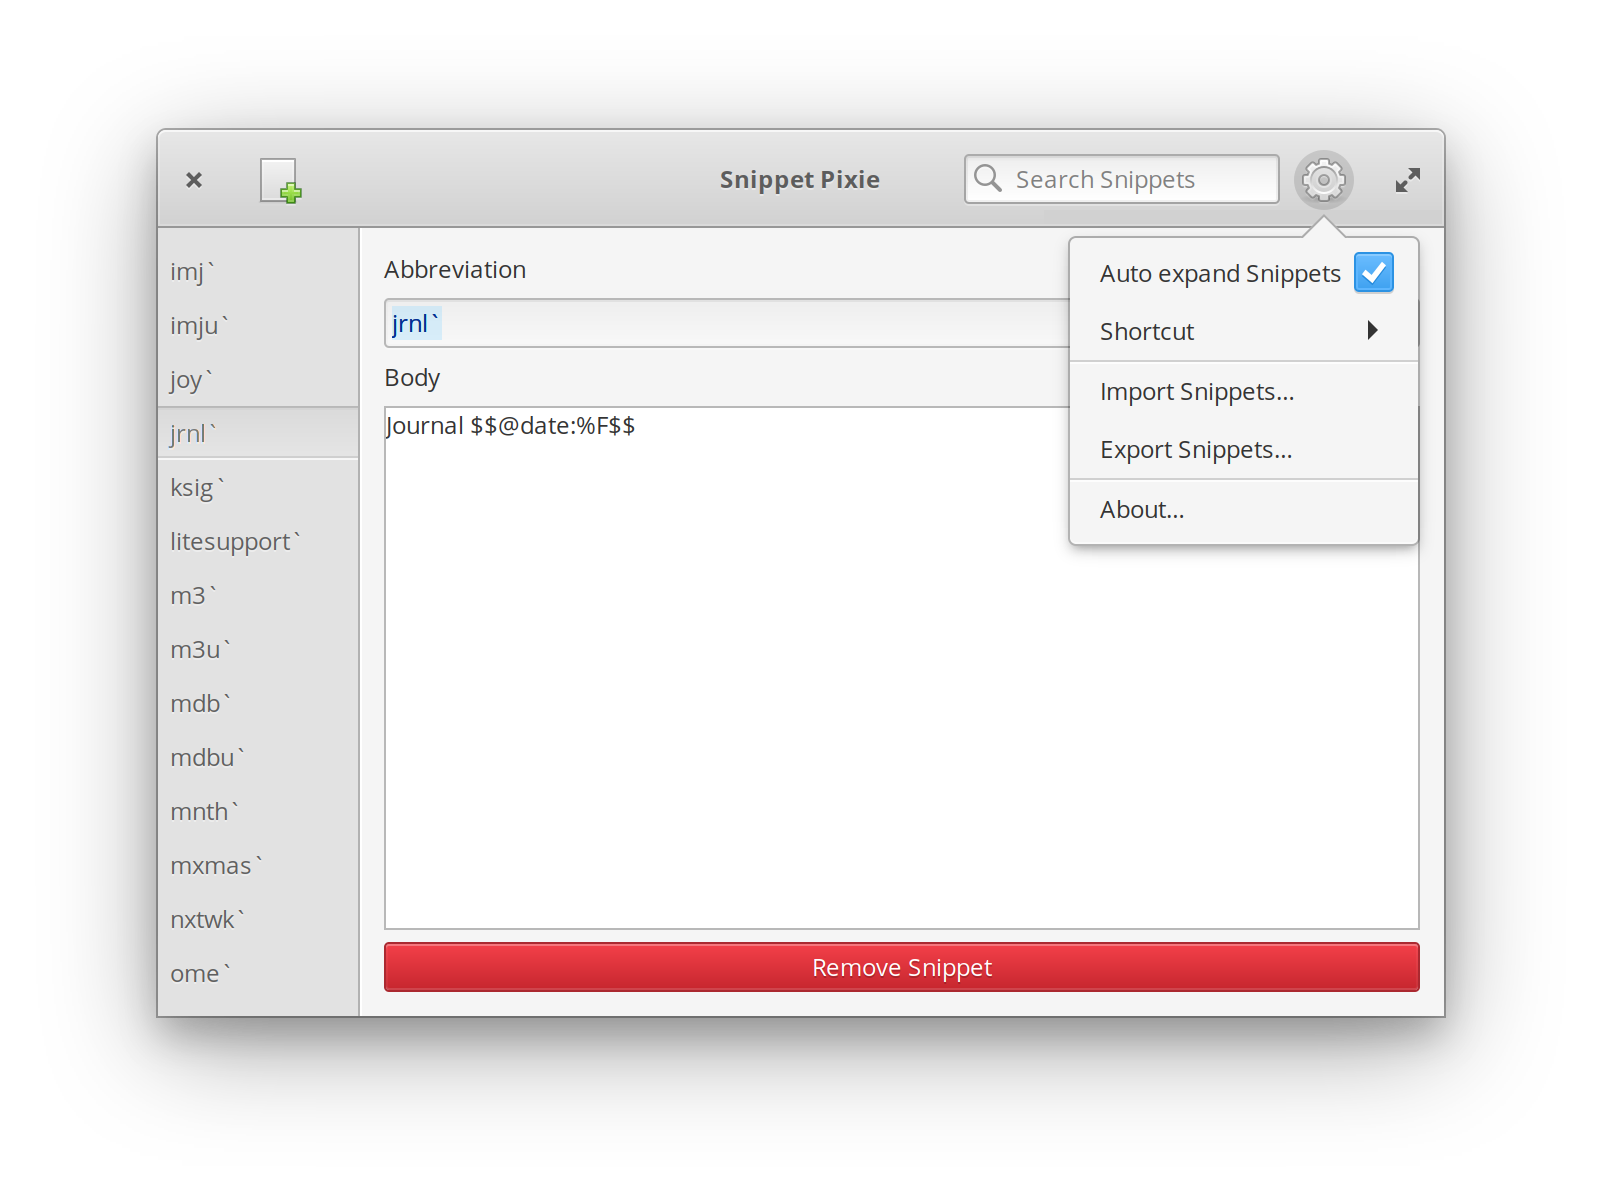 Snippet Pixie
Search Snippets
imj`
imju`
joy`
jrnl`
ksig`
litesupport`
m3`
m3u`
mdb`
mdbu`
mnth`
mxmas`
nxtwk`
ome`
Abbreviation
jrnl`
Body
Journal $$@date:%F$$
Remove Snippet
Auto expand Snippets
Shortcut
Import Snippets...
Export Snippets...
About...